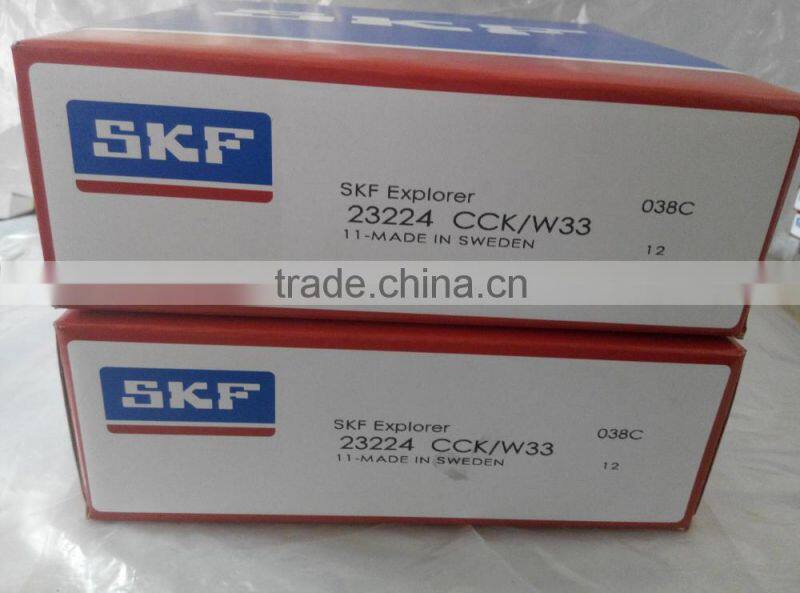 SKF
SKF
SKF Explorer
23224 CCK/W33
11-MADE IN SWEDEN
038C
12
trade.china.cn
SKF
SKF Explorer
23224 CCK/W33
11-MADE IN SWEDEN
038C
12